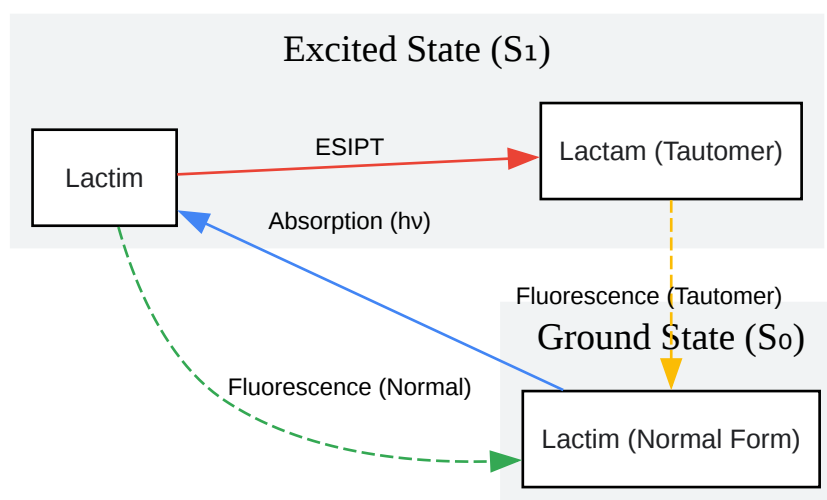 Excited State (S₁)
ESIPT
Lactam (Tautomer)
Lactim
Absorption (hν)
Fluorescence (Tautomer)
Ground State (S₀)
Fluorescence (Normal)
Lactim (Normal Form)